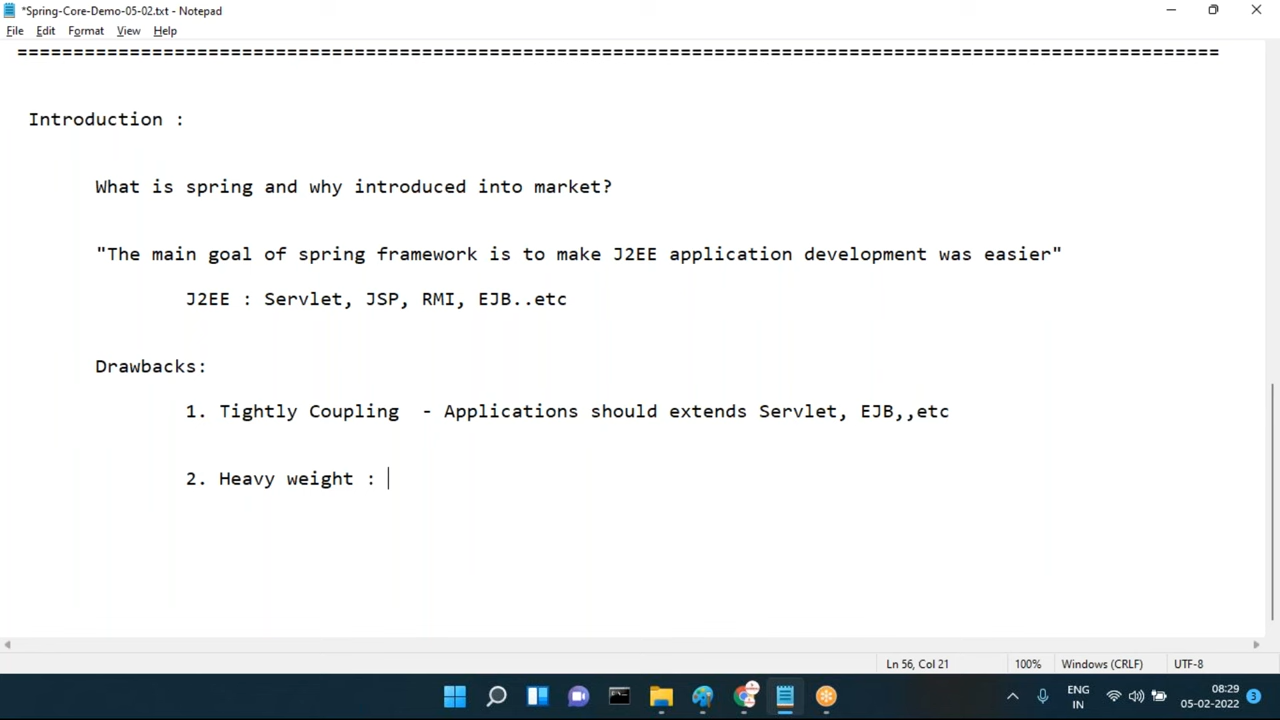 *Spring-Core-Demo-05-02.txt - Notepad
File Edit Format View Help
===========================================================================================================
Introduction :
What is spring and why introduced into market?
"The main goal of spring framework is to make J2EE application development was easier"
J2EE : Servlet, JSP, RMI, EJB..etc
Drawbacks:
1. Tightly Coupling  - Applications should extends Servlet, EJB,,etc
2. Heavy weight :
Ln 56, Col 21 100% Windows (CRLF) UTF-8
ENG 08:29
IN 05-02-2022 3